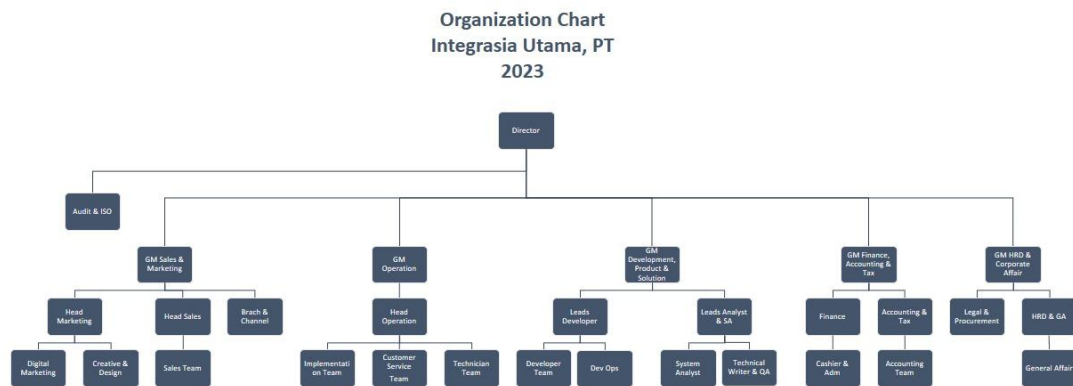 Organization Chart
Integrasia Utama, PT
2023
Director
Audit & ISO
GM Sales &
Marketing
GM
Operation
GM
Development,
Product &
Solution
GM Finance,
Accounting &
Tax
GM HRD &
Corporate
Affair
Head
Marketing
Head Sales
Brach &
Channel
Head
Operation
Leads
Developer
Leads Analyst
& SA
Finance
Accounting &
Tax
Legal &
Procurement
HRD & GA
Digital
Marketing
Creative &
Design
Sales Team
Implementati
on Team
Customer
Service
Team
Technician
Team
Developer
Team
Dev Ops
System
Analyst
Technical
Writer & QA
Cashier &
Adm
Accounting
Team
General Affair